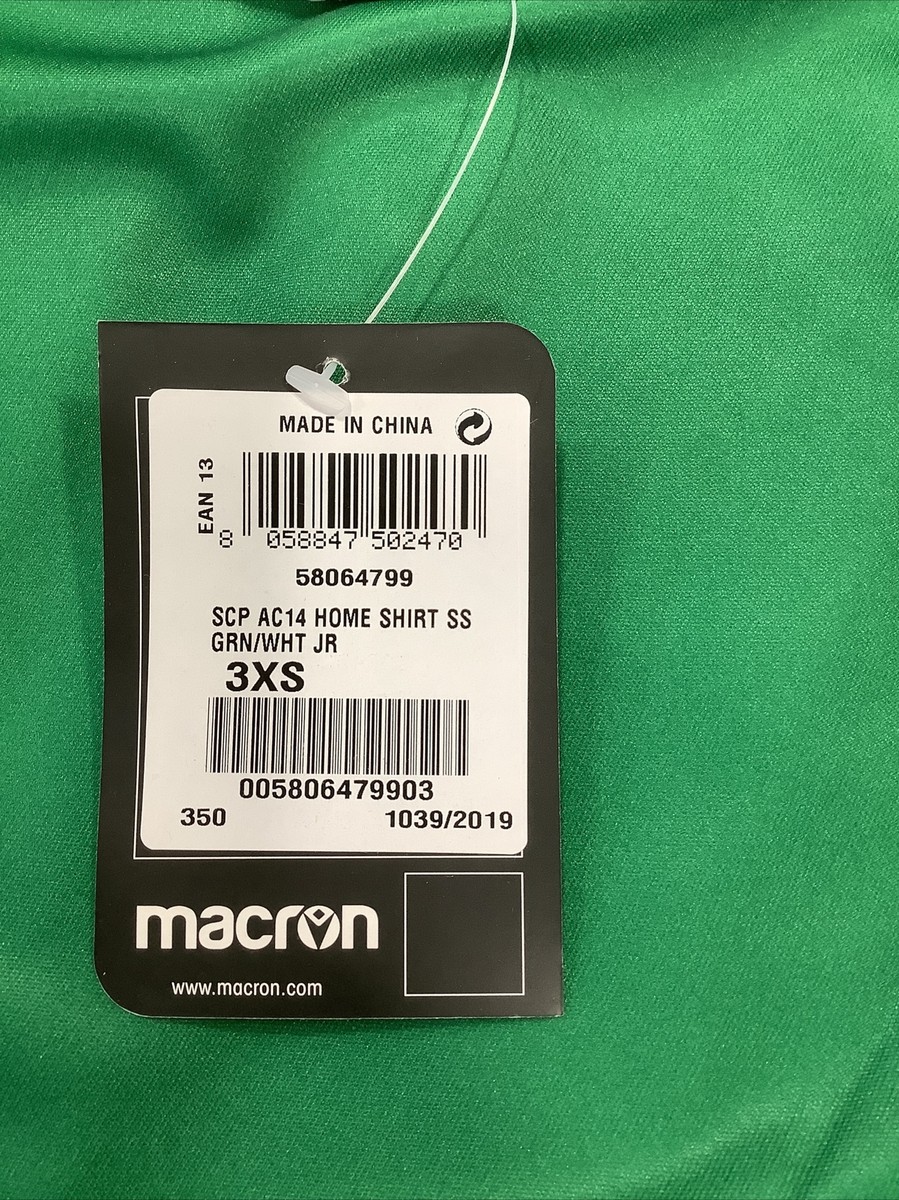 MADE IN CHINA
EAN 13
8 058847 502470
58064799
SCP AC14 HOME SHIRT SS
GRN/WHT JR
3XS
005806479903
350 1039/2019
macron
www.macron.com